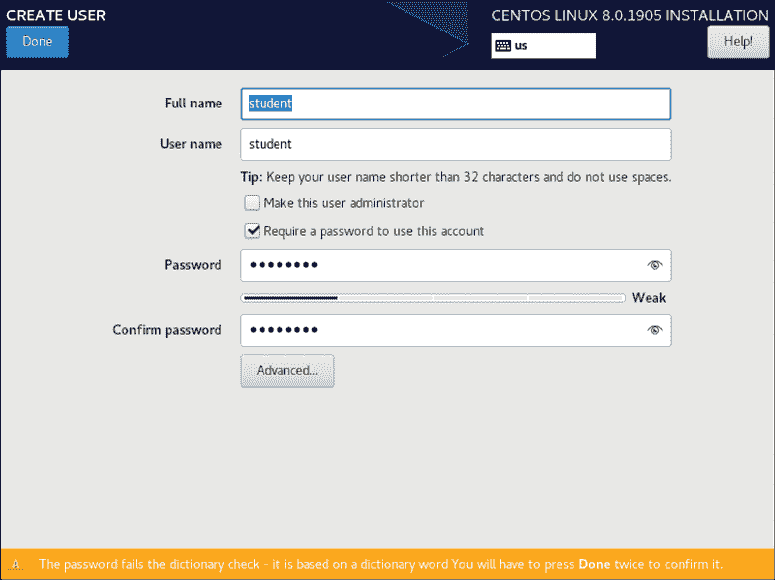 CREATE USER
CENTOS LINUX 8.0.1905 INSTALLATION
Done
us
Help!
Full name
student
User name
student
Tip: Keep your user name shorter than 32 characters and do not use spaces.
Make this user administrator
Require a password to use this account
Password
Weak
Confirm password
Advanced...
The password fails the dictionary check - it is based on a dictionary word You will have to press Done twice to confirm it.